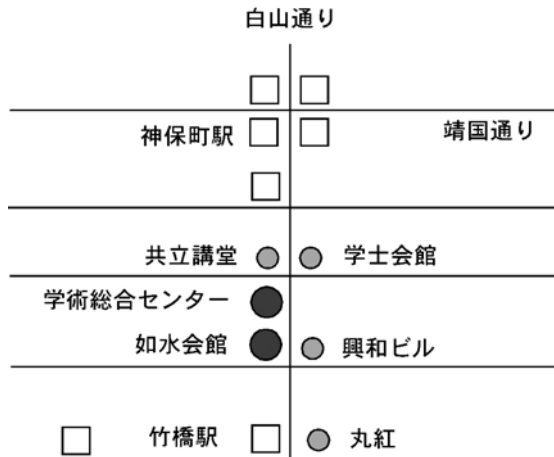 白山通り
神保町駅
靖国通り
共立講堂
学士会館
学術総合センター
如水会館
興和ビル
竹橋駅
丸紅